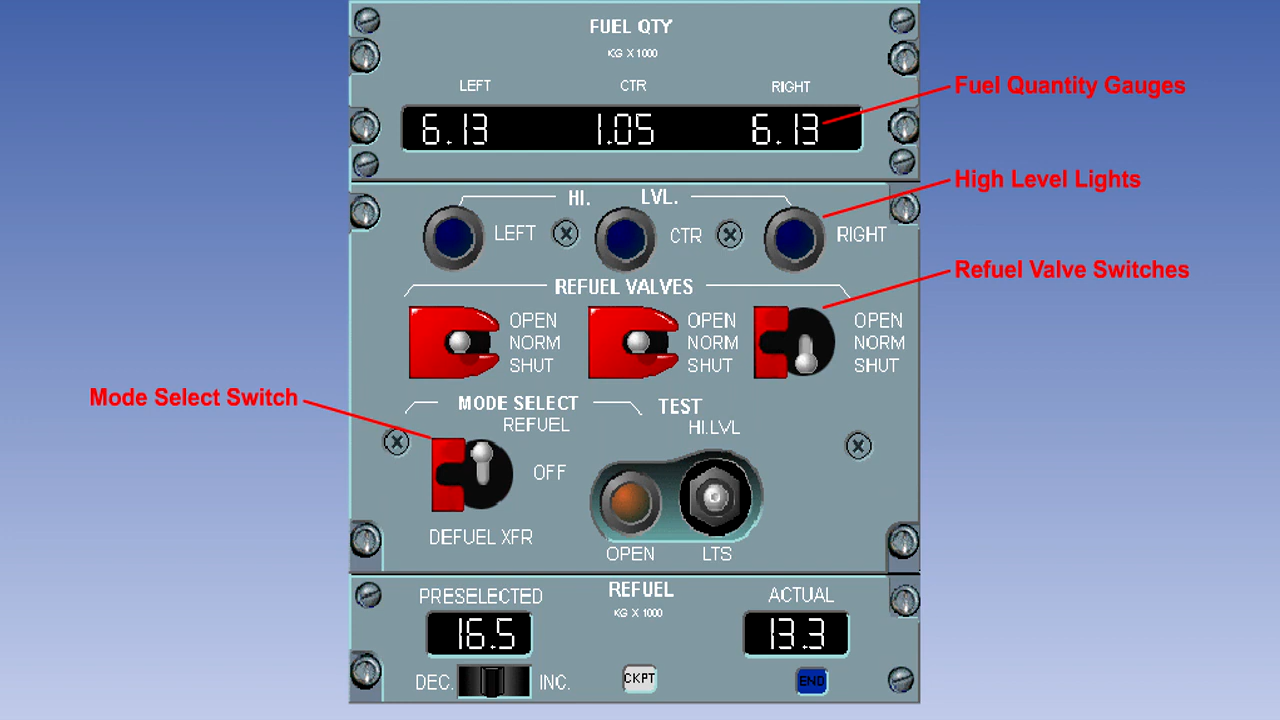 FUEL QTY
KG X 1000
LEFT CTR RIGHT
6.13 1.05 6.13
Fuel Quantity Gauges
HI. LVL.
High Level Lights
LEFT CTR RIGHT
REFUEL VALVES
Refuel Valve Switches
OPEN OPEN OPEN
NORM NORM NORM
SHUT SHUT SHUT
Mode Select Switch
MODE SELECT TEST
REFUEL HI.LVL
OFF
DEFUEL XFR
OPEN LTS
REFUEL
KG X 1000
PRESELECTED ACTUAL
16.5 13.3
DEC. INC. CKPT END